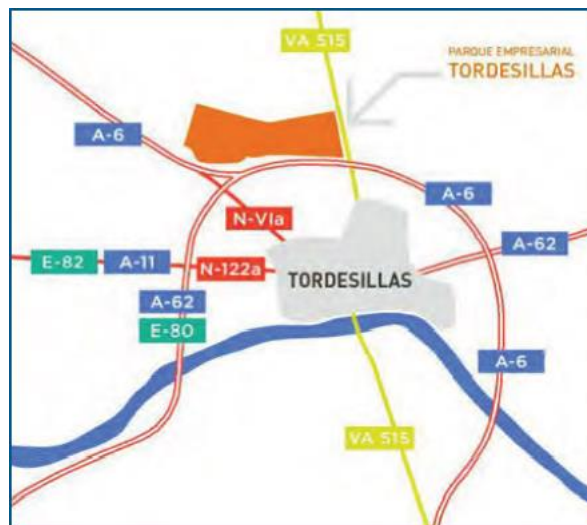 VA 515
PARQUE EMPRESARIAL
TORDESILLAS
A-6
A-6
N-VIa
A-62
E-82
A-11
N-122a
TORDESILLAS
A-62
E-80
A-6
VA 515